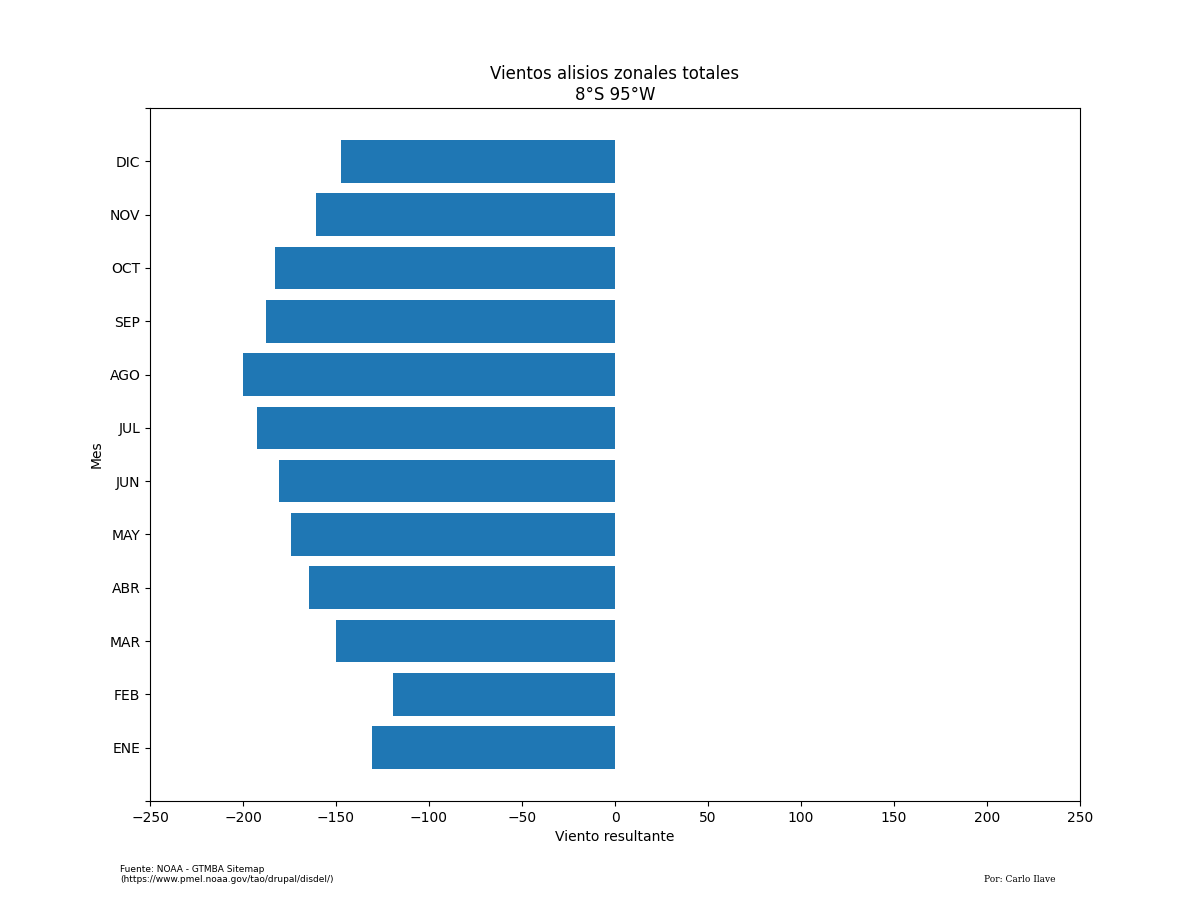 Vientos alisios zonales totales
8°S 95°W
DIC
NOV
OCT
SEP
AGO
JUL
JUN
MAY
ABR
MAR
FEB
ENE
Mes
−250 −200 −150 −100 −50 0 50 100 150 200 250
Viento resultante
Fuente: NOAA - GTMBA Sitemap
(https://www.pmel.noaa.gov/tao/drupal/disdel/)
Por: Carlo Ilave